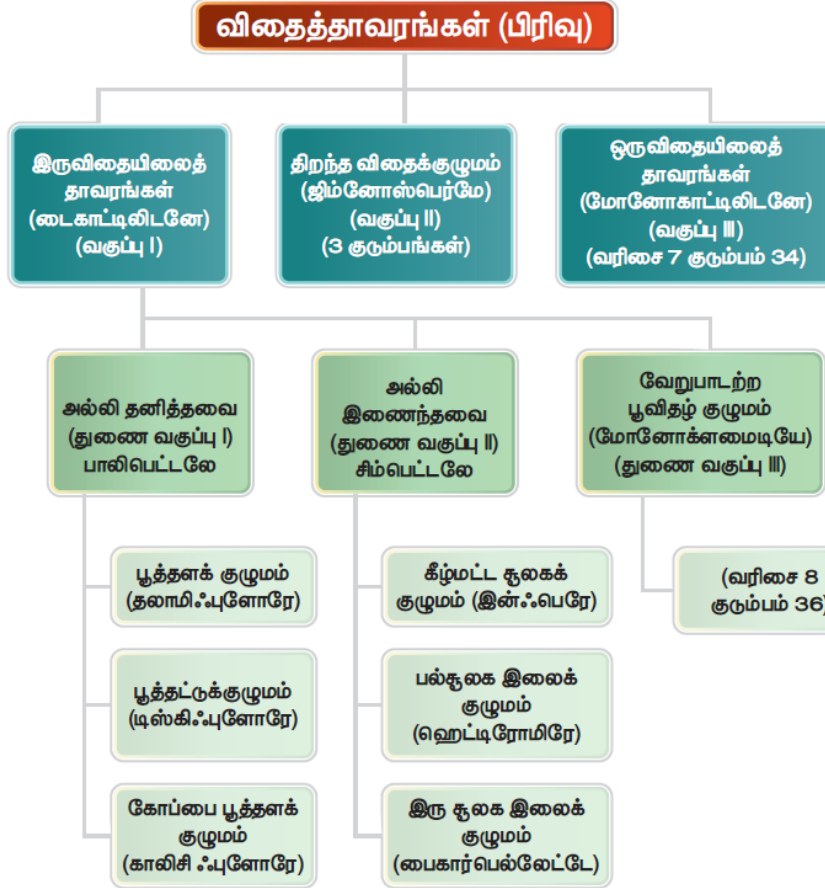 விதைத்தாவரங்கள் (பிரிவு)
இருவிதையிலைத்
தாவரங்கள்
(டைகாட்டிலிடனே)
(வகுப்பு I)
திறந்த விதைக்குழுமம்
(ஜிம்னோஸ்பெர்மே)
(வகுப்பு II)
(3 குடும்பங்கள்)
ஒருவிதையிலைத்
தாவரங்கள்
(மோனோகாட்டிலிடனே)
(வகுப்பு III)
(வரிசை 7 குடும்பம் 34)
அல்லி தனித்தவை
(துணை வகுப்பு I)
பாலிபெட்டலே
அல்லி
இணைந்தவை
(துணை வகுப்பு II)
சிம்பெட்டலே
வேறுபாடற்ற
பூவிதழ் குழுமம்
(மோனோக்ளமைடியே)
(துணை வகுப்பு III)
பூத்தளக் குழுமம்
(தலாமிஃபுளோரே)
பூத்தட்டுக்குழுமம்
(டிஸ்கிஃபுளோரே)
கோப்பை பூத்தளக்
குழுமம்
(காலிசி ஃபுளோரே)
கீழ்மட்ட சூலகக்
குழுமம் (இன்ஃபெரே)
பல்சூலக இலைக்
குழுமம்
(ஹெட்டிரோமிரே)
இரு சூலக இலைக்
குழுமம்
(பைகார்பெல்லேட்டே)
(வரிசை 8
குடும்பம் 36)